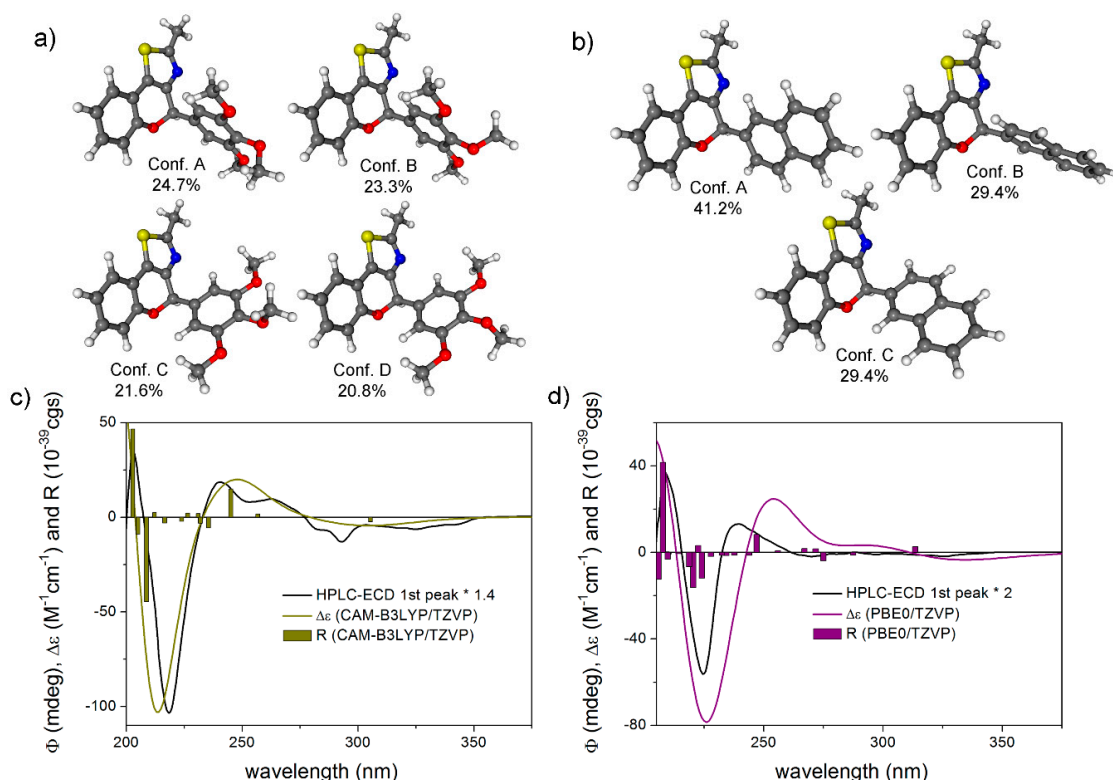 a)
Conf. A
24.7%
Conf. B
23.3%
Conf. C
21.6%
Conf. D
20.8%
b)
Conf. A
41.2%
Conf. B
29.4%
Conf. C
29.4%
c)
Φ (mdeg), Δε (M⁻¹cm⁻¹) and R (10⁻³⁹cgs)
50
0
-50
-100
HPLC-ECD 1st peak * 1.4
Δε (CAM-B3LYP/TZVP)
R (CAM-B3LYP/TZVP)
200
250
300
350
wavelength (nm)
d)
Φ (mdeg), Δε (M⁻¹cm⁻¹) and R (10⁻³⁹cgs)
40
0
-40
-80
HPLC-ECD 1st peak * 2
Δε (PBE0/TZVP)
R (PBE0/TZVP)
250
300
350
wavelength (nm)